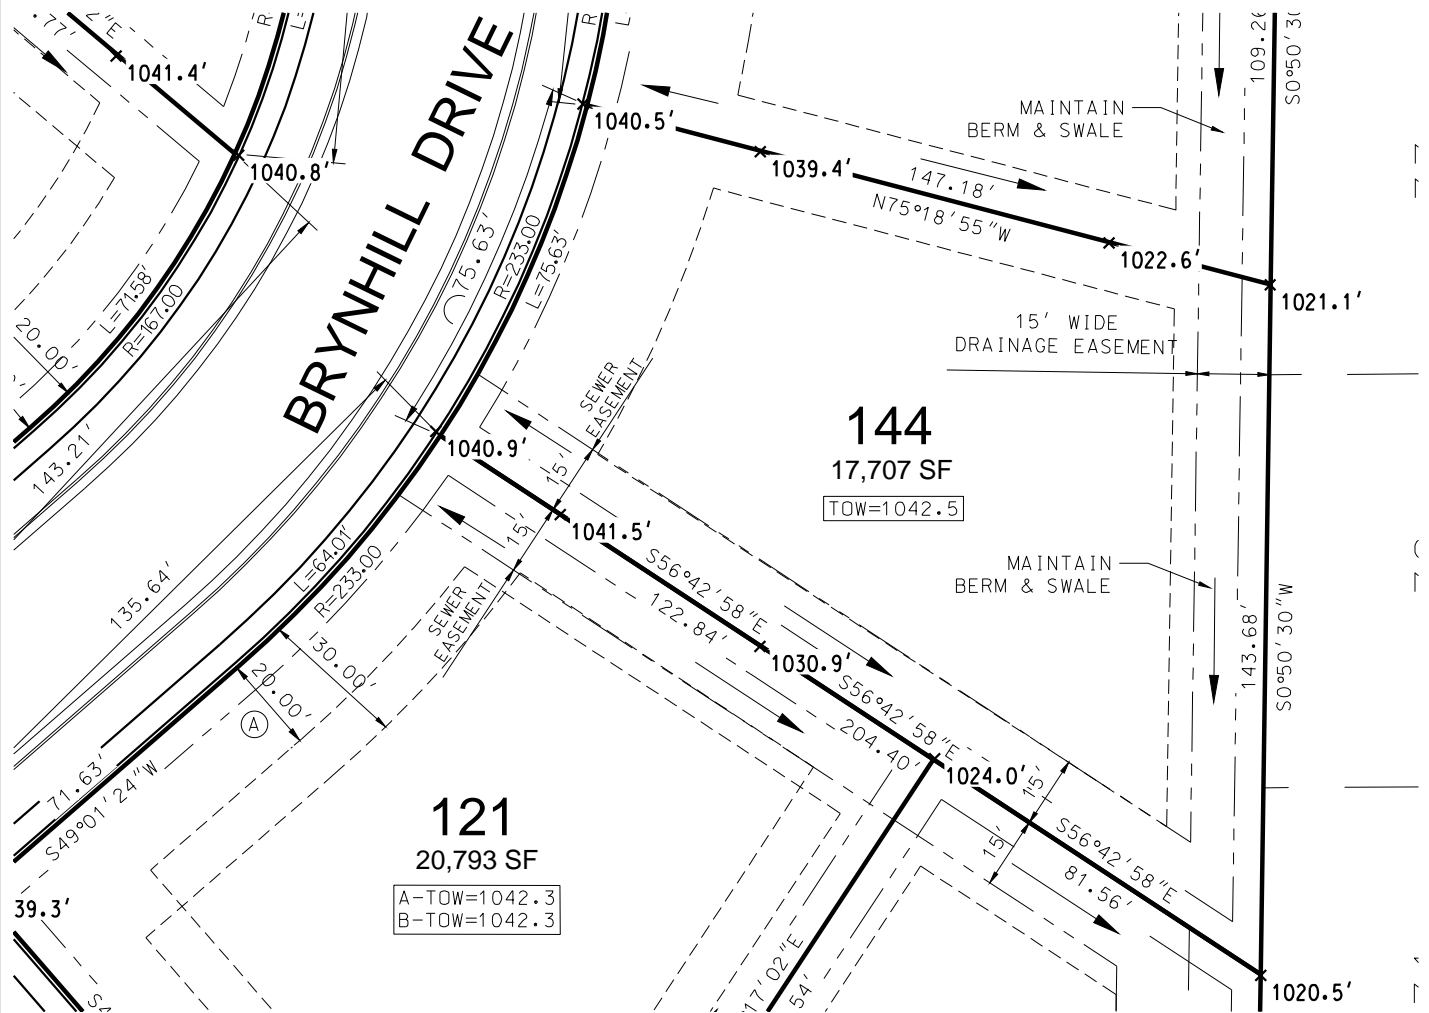 .77'
2"E
1041.4'
1040.8'
BRYNHILL DRIVE
1040.5'
1039.4'
147.18'
N75°18'55"W
1022.6'
1021.1'
MAINTAIN
BERM & SWALE
109.26
S0°50'30
L=71.58'
R=167.00
20.00'
143.21'
75.63'
R=233.00
L=75.63'
15' WIDE
DRAINAGE EASEMENT
SEWER
EASEMENT
144
17,707 SF
TOW=1042.5
1040.9'
15'
15'
1041.5'
S56°42'58"E
122.84'
MAINTAIN
BERM & SWALE
143.68'
S0°50'30"W
135.64'
L=64.01'
R=233.00
SEWER
EASEMENT
30.00'
20.00'
A
1030.9'
S56°42'58"E
204.40'
1024.0'
15'
15'
S56°42'58"E
81.56'
71.63'
S49°01'24"W
121
20,793 SF
A-TOW=1042.3
B-TOW=1042.3
39.3'
17'02"E
54'
1020.5'